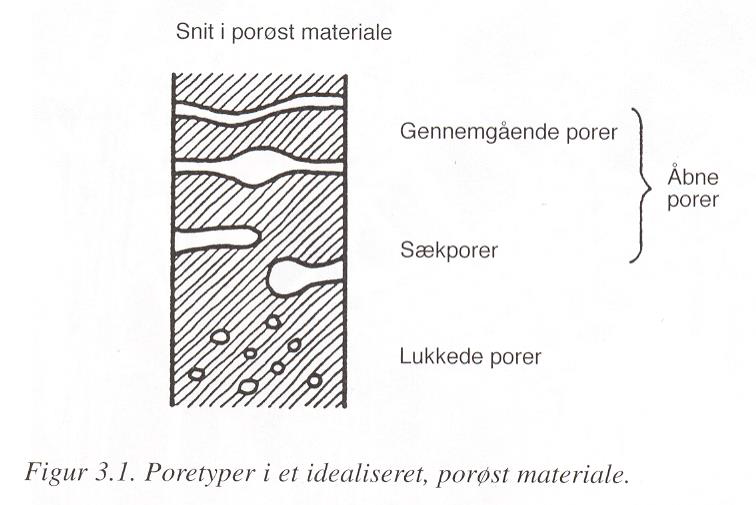 Snit i porøst materiale
Gennemgående porer
Åbne
porer
Sækporer
Lukkede porer
Figur 3.1. Poretyper i et idealiseret, porøst materiale.